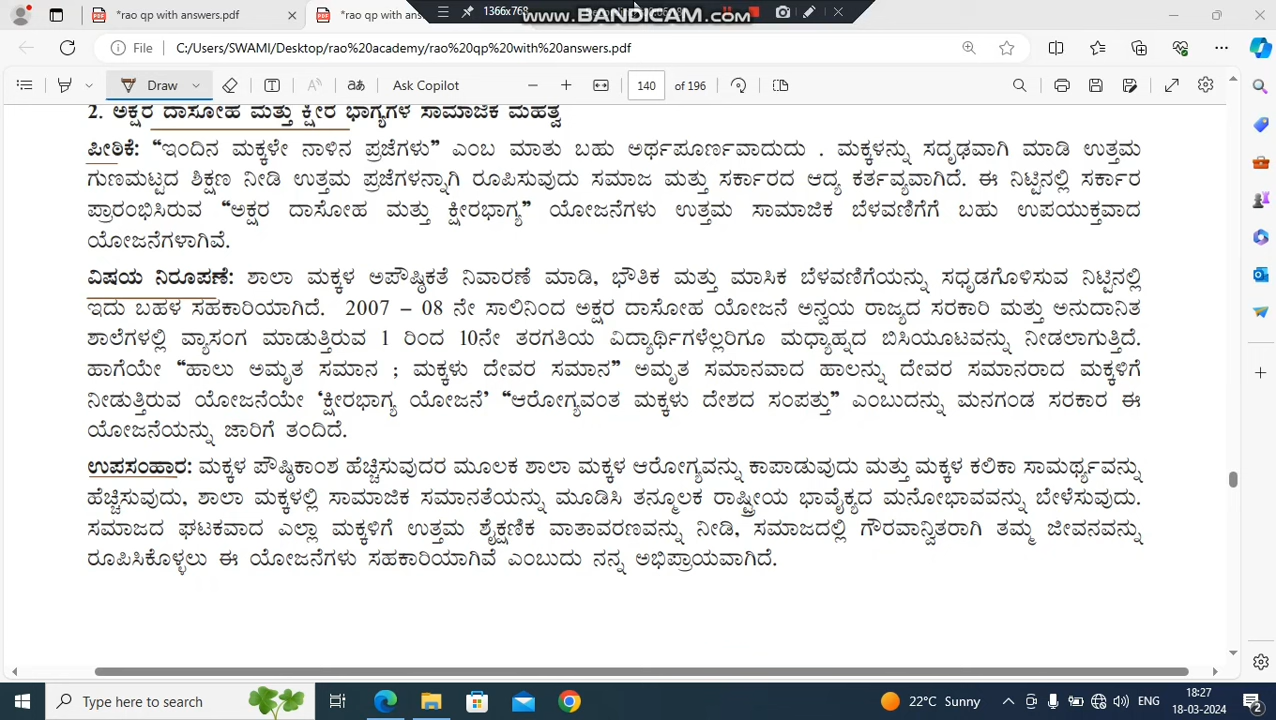 *rao qp with answers.pdf
*rao qp with ans
1366x768
www.BANDICAM.com
File
C:/Users/SWAMI/Desktop/rao%20academy/rao%20qp%20with%20answers.pdf
Draw
Ask Copilot
140 of 196
2. ಅಕ್ಷರ ದಾಸೋಹ ಮತ್ತು ಕ್ಷೀರ ಭಾಗ್ಯಗಳ ಸಾಮಾಜಿಕ ಮಹತ್ವ
ಪೀಠಿಕೆ: “ಇಂದಿನ ಮಕ್ಕಳೇ ನಾಳಿನ ಪ್ರಜೆಗಳು” ಎಂಬ ಮಾತು ಬಹು ಅರ್ಥಪೂರ್ಣವಾದುದು . ಮಕ್ಕಳನ್ನು ಸದೃಢವಾಗಿ ಮಾಡಿ ಉತ್ತಮ
ಗುಣಮಟ್ಟದ ಶಿಕ್ಷಣ ನೀಡಿ ಉತ್ತಮ ಪ್ರಜೆಗಳನ್ನಾಗಿ ರೂಪಿಸುವುದು ಸಮಾಜ ಮತ್ತು ಸರ್ಕಾರದ ಆದ್ಯ ಕರ್ತವ್ಯವಾಗಿದೆ. ಈ ನಿಟ್ಟಿನಲ್ಲಿ ಸರ್ಕಾರ
ಪ್ರಾರಂಭಿಸಿರುವ “ಅಕ್ಷರ ದಾಸೋಹ ಮತ್ತು ಕ್ಷೀರಭಾಗ್ಯ” ಯೋಜನೆಗಳು ಉತ್ತಮ ಸಾಮಾಜಿಕ ಬೆಳವಣಿಗೆಗೆ ಬಹು ಉಪಯುಕ್ತವಾದ
ಯೋಜನೆಗಳಾಗಿವೆ.
ವಿಷಯ ನಿರೂಪಣೆ: ಶಾಲಾ ಮಕ್ಕಳ ಅಪೌಷ್ಠಿಕತೆ ನಿವಾರಣೆ ಮಾಡಿ, ಭೌತಿಕ ಮತ್ತು ಮಾಸಿಕ ಬೆಳವಣಿಗೆಯನ್ನು ಸಧೃಡಗೊಳಿಸುವ ನಿಟ್ಟಿನಲ್ಲಿ
ಇದು ಬಹಳ ಸಹಕಾರಿಯಾಗಿದೆ. 2007 – 08 ನೇ ಸಾಲಿನಿಂದ ಅಕ್ಷರ ದಾಸೋಹ ಯೋಜನೆ ಅನ್ವಯ ರಾಜ್ಯದ ಸರಕಾರಿ ಮತ್ತು ಅನುದಾನಿತ
ಶಾಲೆಗಳಲ್ಲಿ ವ್ಯಾಸಂಗ ಮಾಡುತ್ತಿರುವ 1 ರಿಂದ 10ನೇ ತರಗತಿಯ ವಿದ್ಯಾರ್ಥಿಗಳೆಲ್ಲರಿಗೂ ಮಧ್ಯಾಹ್ನದ ಬಿಸಿಯೂಟವನ್ನು ನೀಡಲಾಗುತ್ತಿದೆ.
ಹಾಗೆಯೇ “ಹಾಲು ಅಮೃತ ಸಮಾನ ; ಮಕ್ಕಳು ದೇವರ ಸಮಾನ” ಅಮೃತ ಸಮಾನವಾದ ಹಾಲನ್ನು ದೇವರ ಸಮಾನರಾದ ಮಕ್ಕಳಿಗೆ
ನೀಡುತ್ತಿರುವ ಯೋಜನೆಯೇ ‘ಕ್ಷೀರಭಾಗ್ಯ ಯೋಜನೆ’ “ಆರೋಗ್ಯವಂತ ಮಕ್ಕಳು ದೇಶದ ಸಂಪತ್ತು” ಎಂಬುದನ್ನು ಮನಗಂಡ ಸರಕಾರ ಈ
ಯೋಜನೆಯನ್ನು ಜಾರಿಗೆ ತಂದಿದೆ.
ಉಪಸಂಹಾರ: ಮಕ್ಕಳ ಪೌಷ್ಠಿಕಾಂಶ ಹೆಚ್ಚಿಸುವುದರ ಮೂಲಕ ಶಾಲಾ ಮಕ್ಕಳ ಆರೋಗ್ಯವನ್ನು ಕಾಪಾಡುವುದು ಮತ್ತು ಮಕ್ಕಳ ಕಲಿಕಾ ಸಾಮರ್ಥ್ಯವನ್ನು
ಹೆಚ್ಚಿಸುವುದು, ಶಾಲಾ ಮಕ್ಕಳಲ್ಲಿ ಸಾಮಾಜಿಕ ಸಮಾನತೆಯನ್ನು ಮೂಡಿಸಿ ತನ್ಮೂಲಕ ರಾಷ್ಟ್ರೀಯ ಭಾವೈಕ್ಯದ ಮನೋಭಾವವನ್ನು ಬೇಳೆಸುವುದು.
ಸಮಾಜದ ಘಟಕವಾದ ಎಲ್ಲಾ ಮಕ್ಕಳಿಗೆ ಉತ್ತಮ ಶೈಕ್ಷಣಿಕ ವಾತಾವರಣವನ್ನು ನೀಡಿ, ಸಮಾಜದಲ್ಲಿ ಗೌರವಾನ್ವಿತರಾಗಿ ತಮ್ಮ ಜೀವನವನ್ನು
ರೂಪಿಸಿಕೊಳ್ಳಲು ಈ ಯೋಜನೆಗಳು ಸಹಕಾರಿಯಾಗಿವೆ ಎಂಬುದು ನನ್ನ ಅಭಿಪ್ರಾಯವಾಗಿದೆ.
Type here to search
22°C Sunny
ENG
18:27
18-03-2024
2